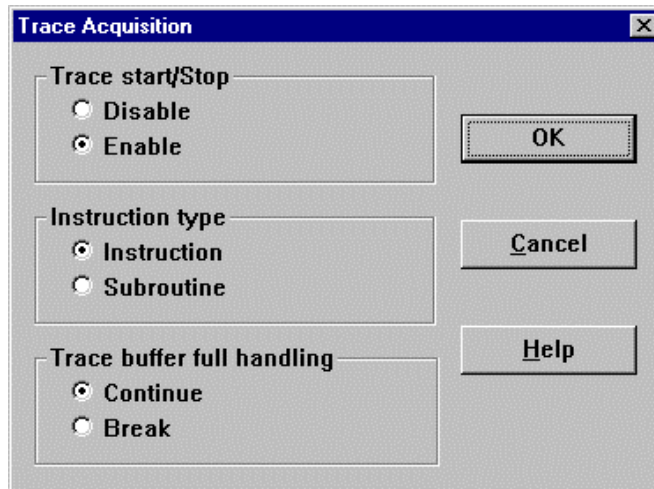 Trace Acquisition
Trace start/Stop
Disable
Enable
Instruction type
Instruction
Subroutine
Trace buffer full handling
Continue
Break
OK
Cancel
Help